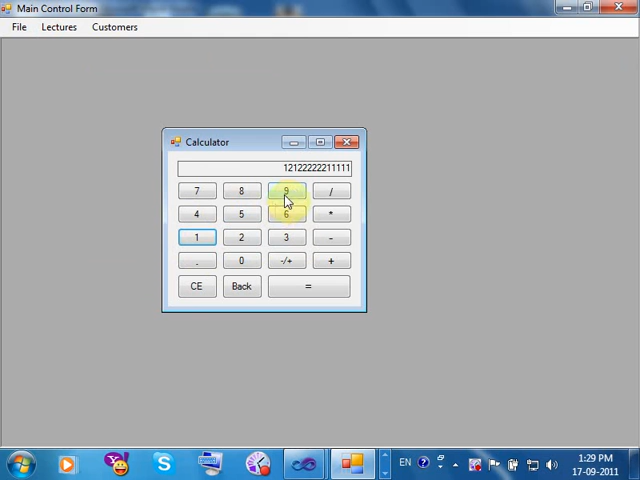 Main Control Form
File Lectures Customers
Calculator
12122222211111
7 8 9 /
4 5 6 *
1 2 3 -
. 0 -/+ +
CE Back =
EN 1:29 PM
17-09-2011